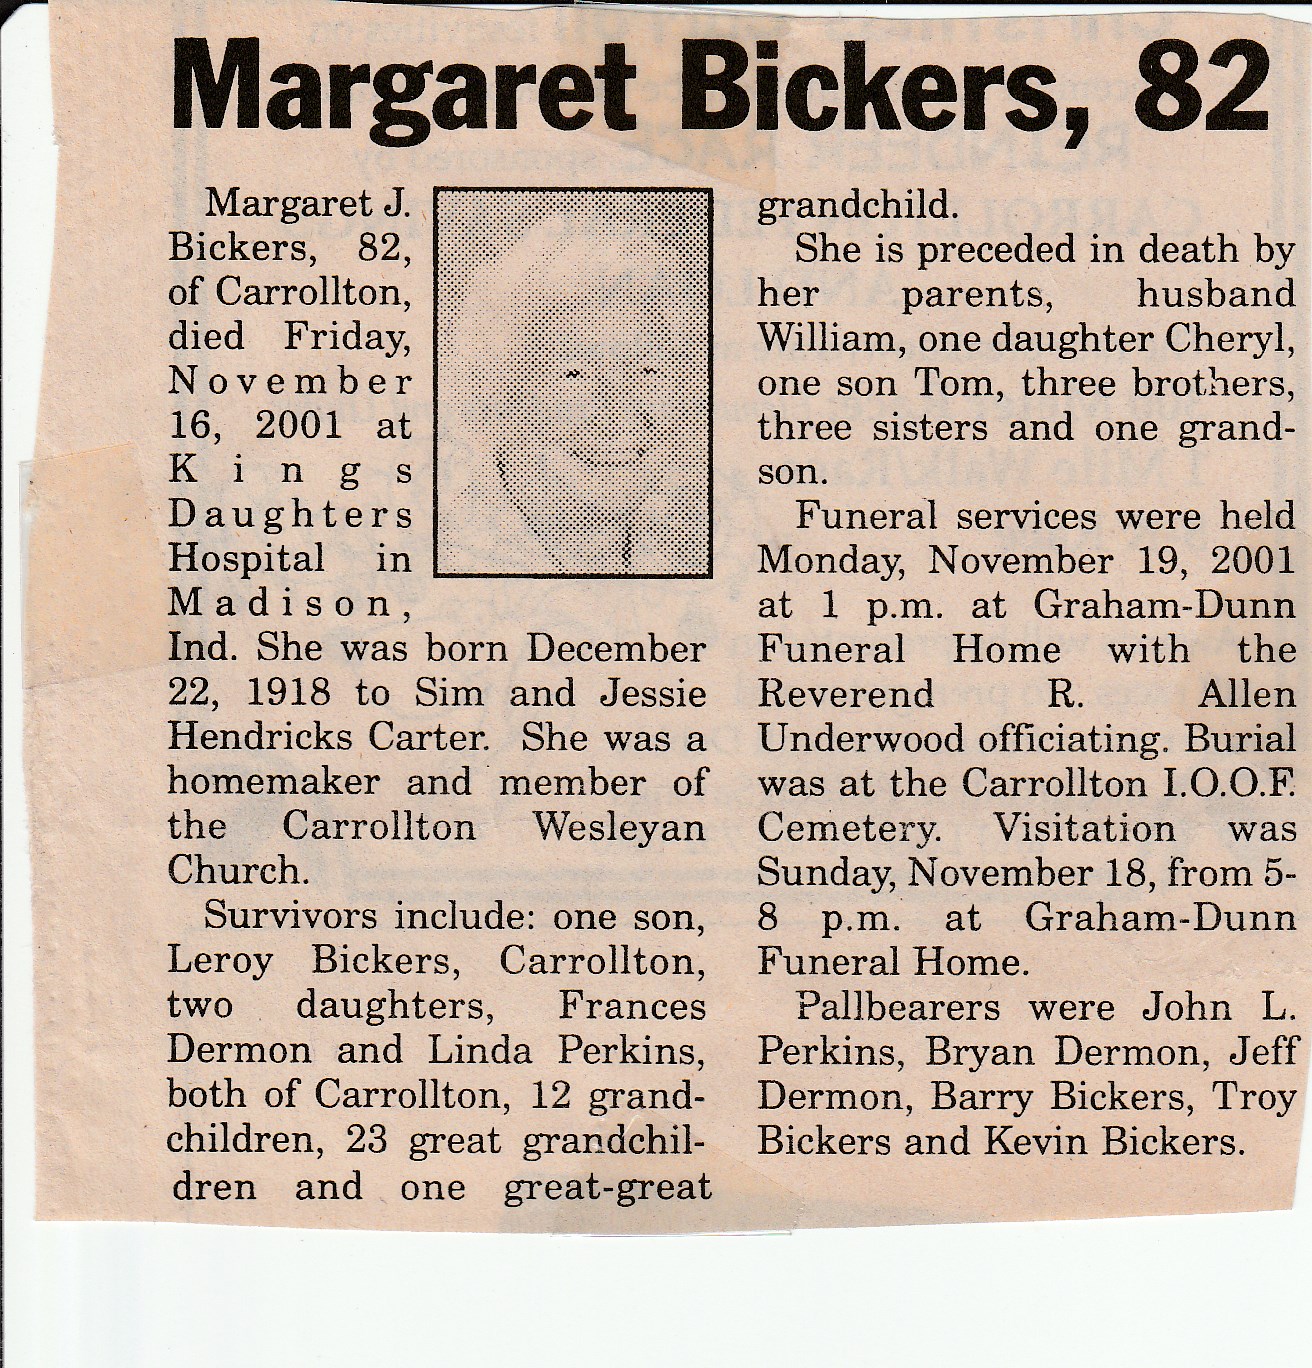 Margaret Bickers, 82
Margaret J.
Bickers, 82,
of Carrollton,
died Friday,
November
16, 2001 at
Kings
Daughters
Hospital in
Madison,
Ind. She was born December
22, 1918 to Sim and Jessie
Hendricks Carter. She was a
homemaker and member of
the Carrollton Wesleyan
Church.
Survivors include: one son,
Leroy Bickers, Carrollton,
two daughters, Frances
Dermon and Linda Perkins,
both of Carrollton, 12 grand-
children, 23 great grandchil-
dren and one great-great
grandchild.
She is preceded in death by
her parents, husband
William, one daughter Cheryl,
one son Tom, three brothers,
three sisters and one grand-
son.
Funeral services were held
Monday, November 19, 2001
at 1 p.m. at Graham-Dunn
Funeral Home with the
Reverend R. Allen
Underwood officiating. Burial
was at the Carrollton I.O.O.F.
Cemetery. Visitation was
Sunday, November 18, from 5-
8 p.m. at Graham-Dunn
Funeral Home.
Pallbearers were John L.
Perkins, Bryan Dermon, Jeff
Dermon, Barry Bickers, Troy
Bickers and Kevin Bickers.